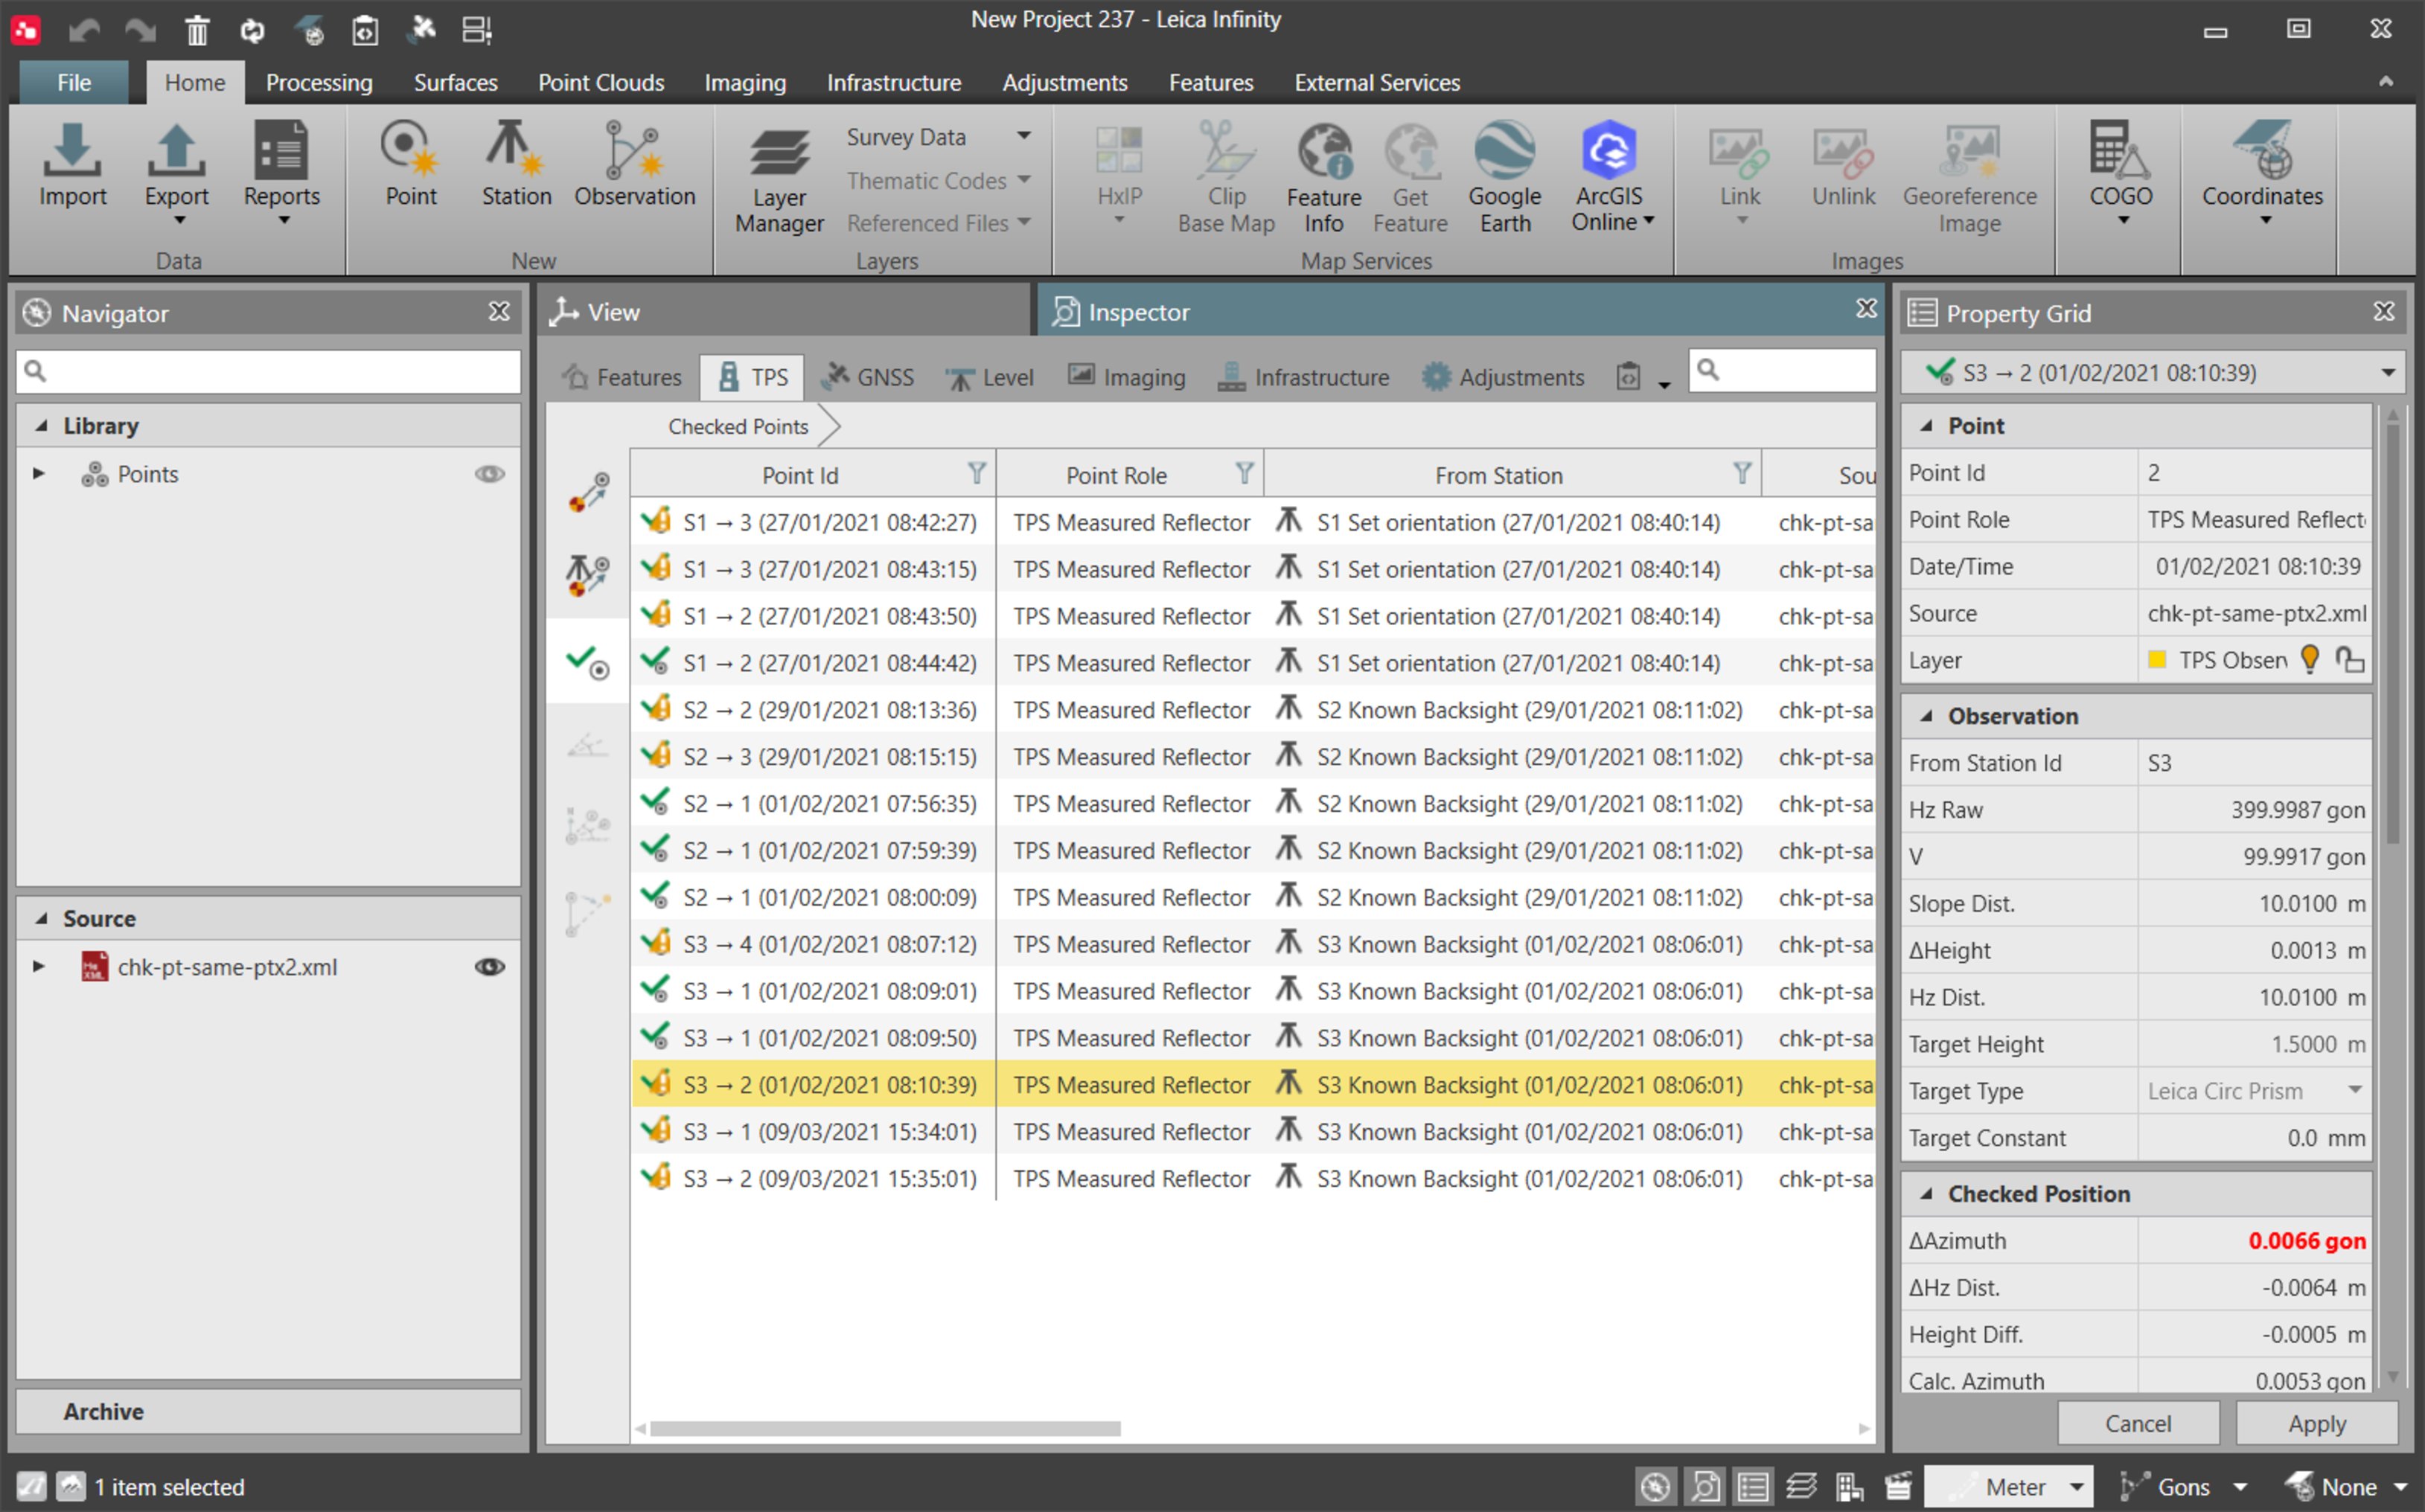 New Project 237 - Leica Infinity
File Home Processing Surfaces Point Clouds Imaging Infrastructure Adjustments Features External Services
Import Export Reports Point Station Observation Layer Manager Survey Data Thematic Codes Referenced Files HxIP Clip Base Map Feature Info Get Feature Google Earth ArcGIS Online Link Unlink Georeference Image COGO Coordinates
Data New Layers Map Services Images
Navigator
Library
Points
Source
chk-pt-same-ptx2.xml
Archive
View Inspector
Features TPS GNSS Level Imaging Infrastructure Adjustments
Checked Points
Point Id Point Role From Station Sou
S1 → 3 (27/01/2021 08:42:27) TPS Measured Reflector S1 Set orientation (27/01/2021 08:40:14) chk-pt-sa
S1 → 3 (27/01/2021 08:43:15) TPS Measured Reflector S1 Set orientation (27/01/2021 08:40:14) chk-pt-sa
S1 → 2 (27/01/2021 08:43:50) TPS Measured Reflector S1 Set orientation (27/01/2021 08:40:14) chk-pt-sa
S1 → 2 (27/01/2021 08:44:42) TPS Measured Reflector S1 Set orientation (27/01/2021 08:40:14) chk-pt-sa
S2 → 2 (29/01/2021 08:13:36) TPS Measured Reflector S2 Known Backsight (29/01/2021 08:11:02) chk-pt-sa
S2 → 3 (29/01/2021 08:15:15) TPS Measured Reflector S2 Known Backsight (29/01/2021 08:11:02) chk-pt-sa
S2 → 1 (01/02/2021 07:56:35) TPS Measured Reflector S2 Known Backsight (29/01/2021 08:11:02) chk-pt-sa
S2 → 1 (01/02/2021 07:59:39) TPS Measured Reflector S2 Known Backsight (29/01/2021 08:11:02) chk-pt-sa
S2 → 1 (01/02/2021 08:00:09) TPS Measured Reflector S2 Known Backsight (29/01/2021 08:11:02) chk-pt-sa
S3 → 4 (01/02/2021 08:07:12) TPS Measured Reflector S3 Known Backsight (01/02/2021 08:06:01) chk-pt-sa
S3 → 1 (01/02/2021 08:09:01) TPS Measured Reflector S3 Known Backsight (01/02/2021 08:06:01) chk-pt-sa
S3 → 1 (01/02/2021 08:09:50) TPS Measured Reflector S3 Known Backsight (01/02/2021 08:06:01) chk-pt-sa
S3 → 2 (01/02/2021 08:10:39) TPS Measured Reflector S3 Known Backsight (01/02/2021 08:06:01) chk-pt-sa
S3 → 1 (09/03/2021 15:34:01) TPS Measured Reflector S3 Known Backsight (01/02/2021 08:06:01) chk-pt-sa
S3 → 2 (09/03/2021 15:35:01) TPS Measured Reflector S3 Known Backsight (01/02/2021 08:06:01) chk-pt-sa
Property Grid
S3 → 2 (01/02/2021 08:10:39)
Point
Point Id 2
Point Role TPS Measured Reflect
Date/Time 01/02/2021 08:10:39
Source chk-pt-same-ptx2.xml
Layer TPS Obser
Observation
From Station Id S3
Hz Raw 399.9987 gon
V 99.9917 gon
Slope Dist. 10.0100 m
ΔHeight 0.0013 m
Hz Dist. 10.0100 m
Target Height 1.5000 m
Target Type Leica Circ Prism
Target Constant 0.0 mm
Checked Position
ΔAzimuth 0.0066 gon
ΔHz Dist. -0.0064 m
Height Diff. -0.0005 m
Calc. Azimuth 0.0053 gon
Cancel Apply
1 item selected Meter Gons None